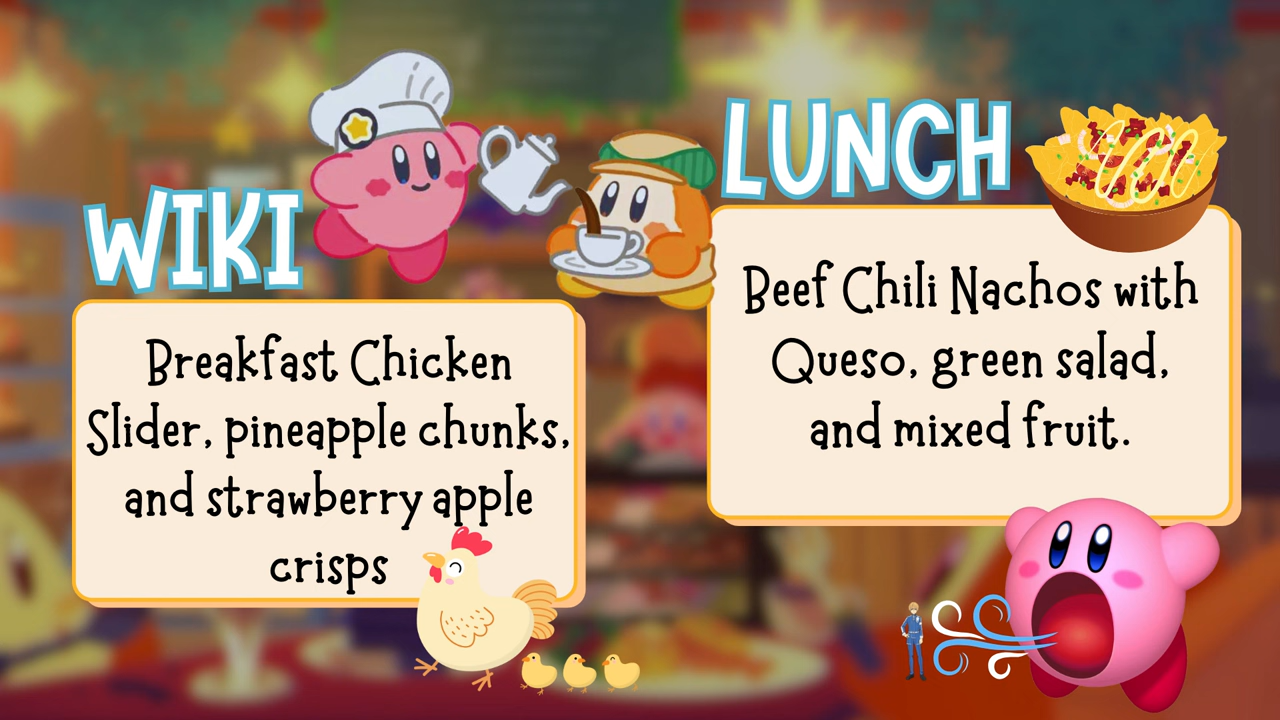 WIKI
Breakfast Chicken
Slider, pineapple chunks,
and strawberry apple
crisps
LUNCH
Beef Chili Nachos with
Queso, green salad,
and mixed fruit.